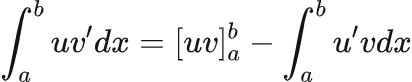 ∫_a^b uv′dx = [uv]_a^b − ∫_a^b u′vdx